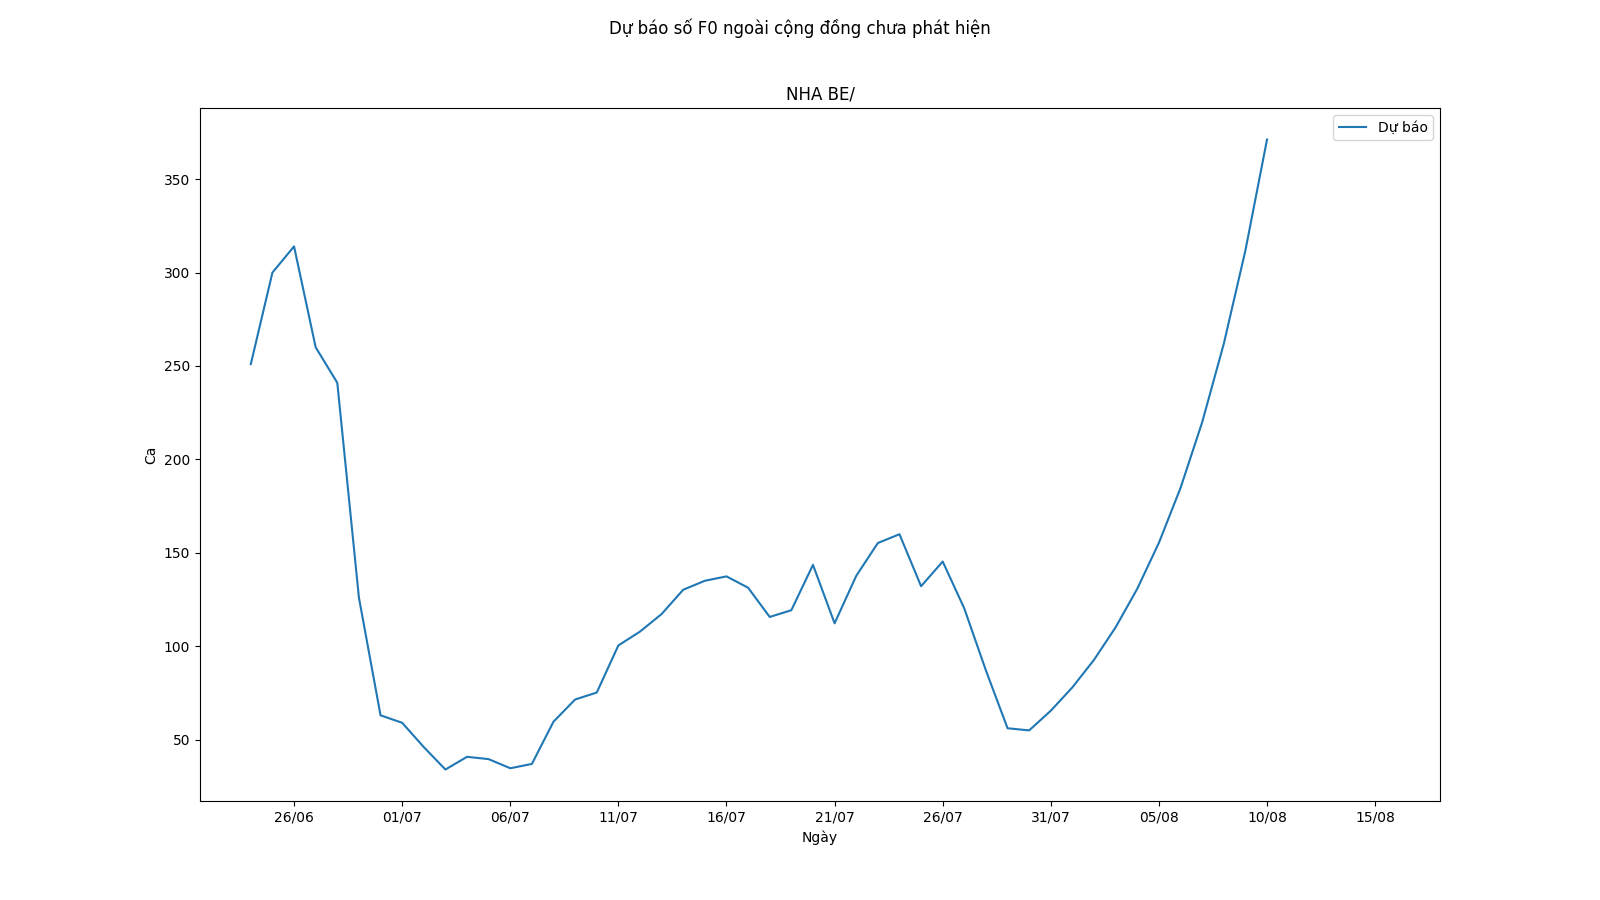 Dự báo số F0 ngoài cộng đồng chưa phát hiện
NHA BE/
Dự báo
350
300
250
200
150
100
50
Ca
26/06 01/07 06/07 11/07 16/07 21/07 26/07 31/07 05/08 10/08 15/08
Ngày